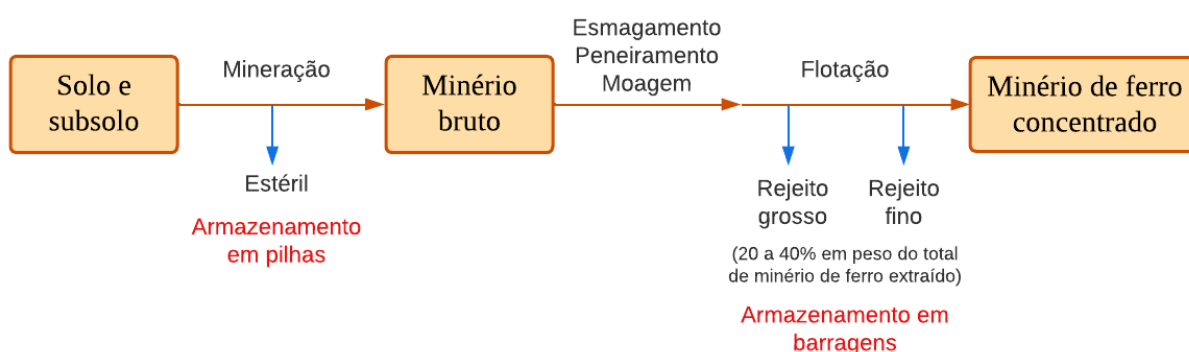 Solo e
subsolo
Mineração
Estéril
Armazenamento
em pilhas
Minério
bruto
Esmagamento
Peneiramento
Moagem
Flotação
Rejeito
grosso
Rejeito
fino
(20 a 40% em peso do total
de minério de ferro extraído)
Armazenamento em
barragens
Minério de ferro
concentrado